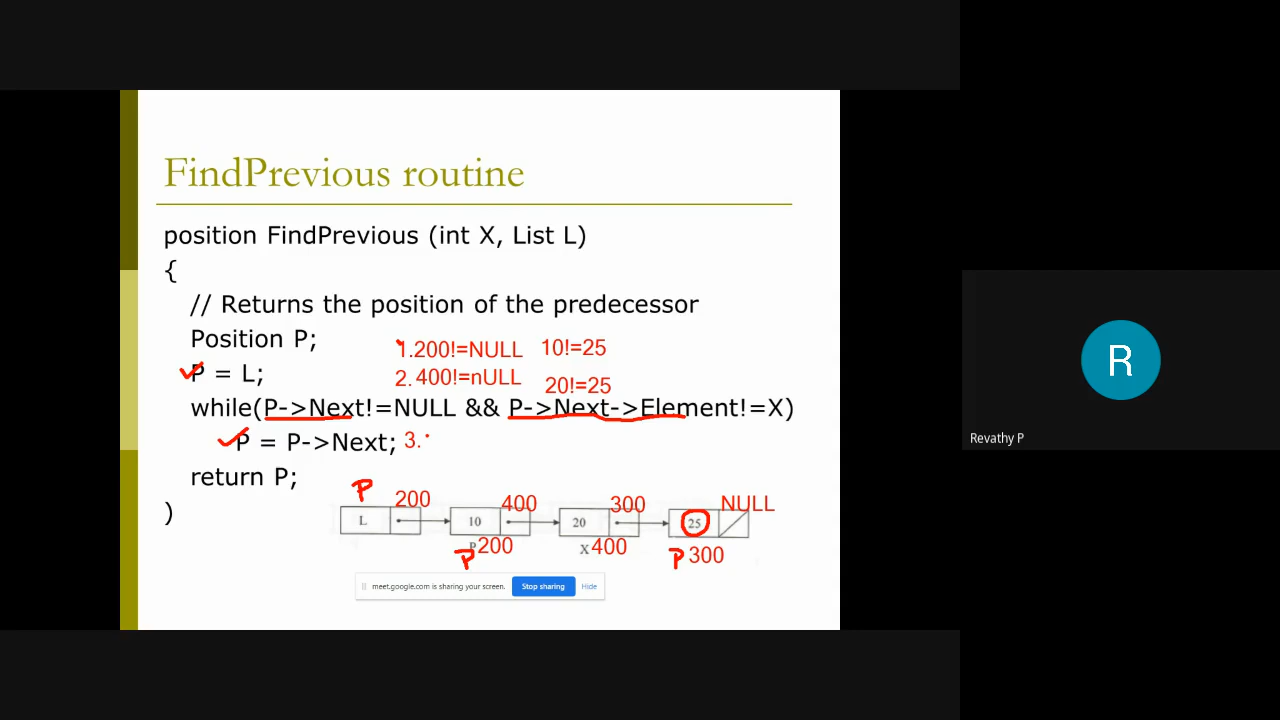 FindPrevious routine
position FindPrevious (int X, List L)
{
// Returns the position of the predecessor
Position P;
1.200!=NULL 10!=25
P = L;
2. 400!=nULL 20!=25
while(P->Next!=NULL && P->Next->Element!=X)
P = P->Next; 3.
return P;
P
200 400 300 NULL
)
L 10 20 25
P 200 X 400 P 300
meet.google.com is sharing your screen. Stop sharing Hide
R
Revathy P